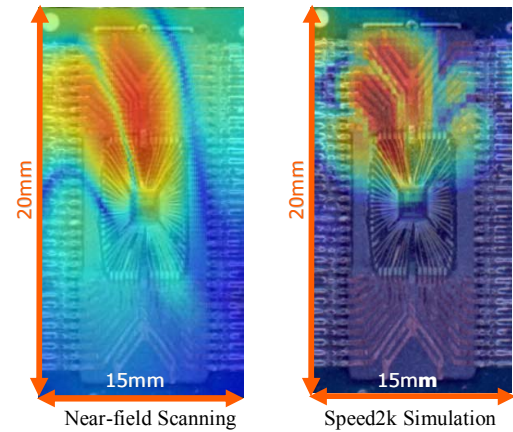 20mm
15mm
Near-field Scanning
20mm
15mm
Speed2k Simulation